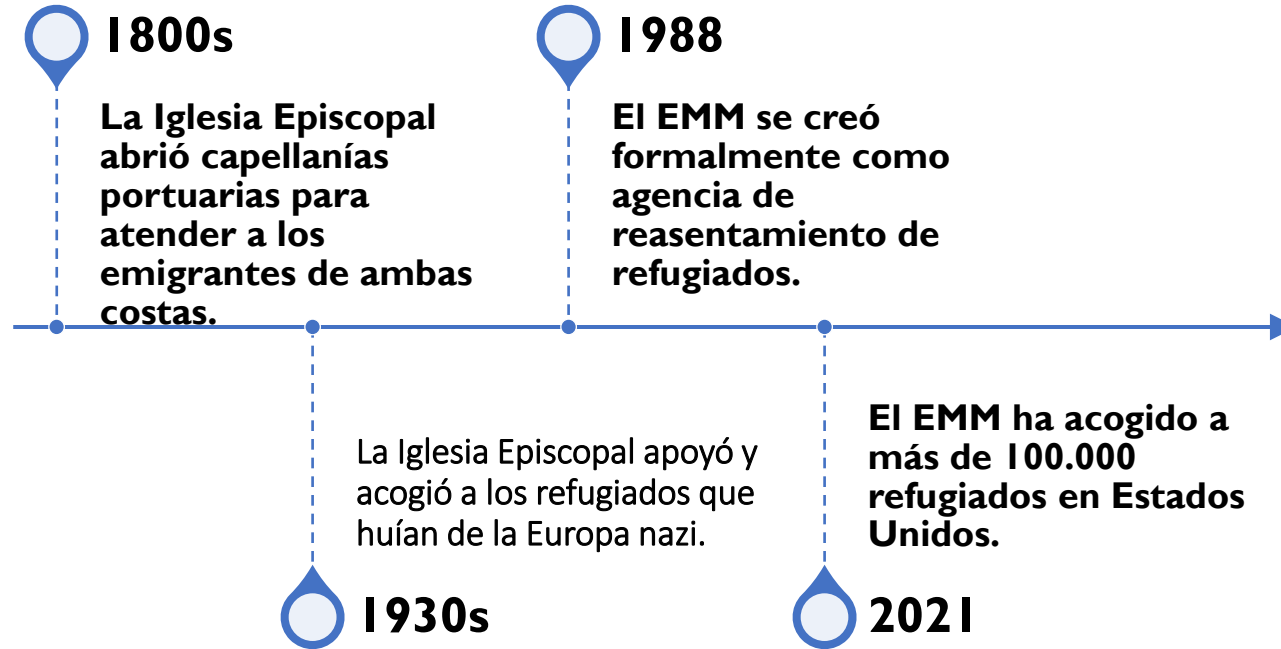 1800s
La Iglesia Episcopal
abrió capellanías
portuarias para
atender a los
emigrantes de ambas
costas.
1988
El EMM se creó
formalmente como
agencia de
reasentamiento de
refugiados.
La Iglesia Episcopal apoyó y
acogió a los refugiados que
huían de la Europa nazi.
1930s
El EMM ha acogido a
más de 100.000
refugiados en Estados
Unidos.
2021